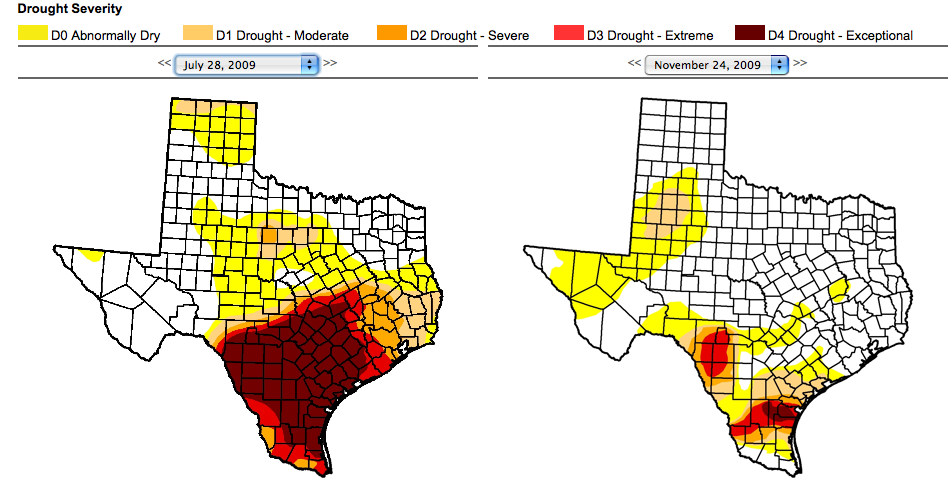 Drought Severity
D0 Abnormally Dry D1 Drought - Moderate D2 Drought - Severe D3 Drought - Extreme D4 Drought - Exceptional
<< July 28, 2009 >> << November 24, 2009 >>